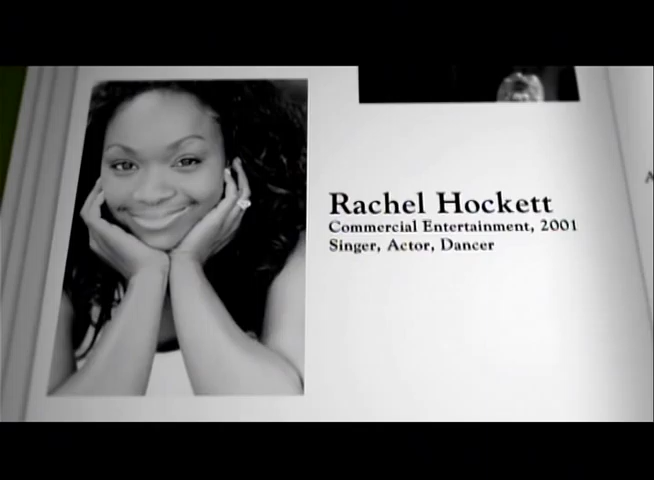 Rachel Hockett
Commercial Entertainment, 2001
Singer, Actor, Dancer